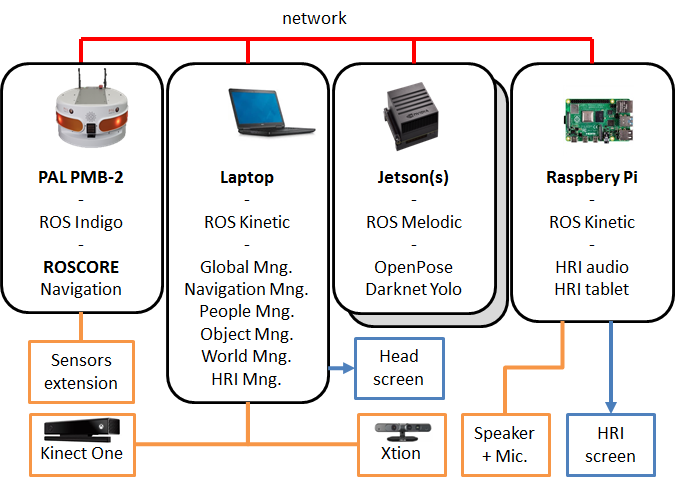 network
PAL PMB-2
-
ROS Indigo
-
ROSCORE
Navigation
Laptop
-
ROS Kinetic
-
Global Mng.
Navigation Mng.
People Mng.
Object Mng.
World Mng.
HRI Mng.
Jetson(s)
-
ROS Melodic
-
OpenPose
Darknet Yolo
Raspbery Pi
-
ROS Kinetic
-
HRI audio
HRI tablet
Sensors
extension
Head
screen
Kinect One
Xtion
Speaker
+ Mic.
HRI
screen